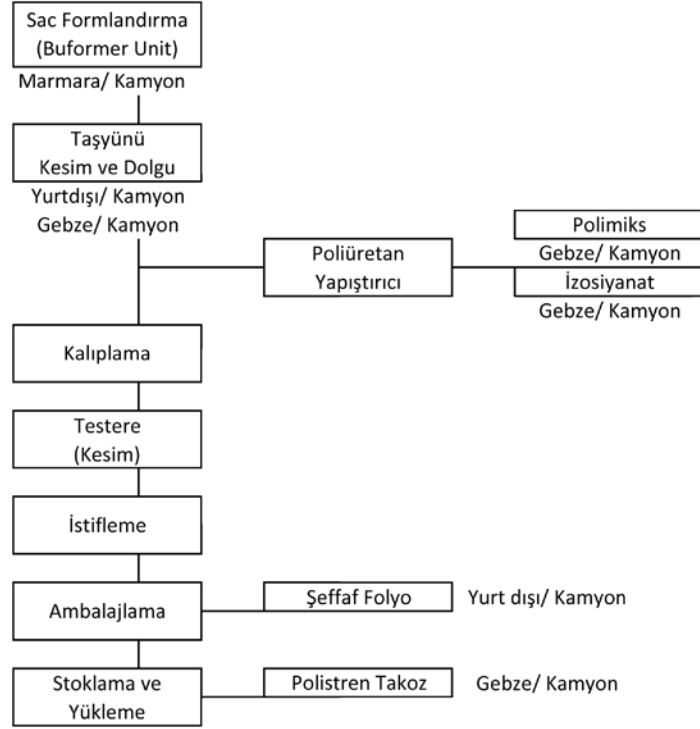 Sac Formlandırma
(Buformer Unit)
Marmara/ Kamyon
Taşyünü
Kesim ve Dolgu
Yurtdışı/ Kamyon
Gebze/ Kamyon
Poliüretan
Yapıştırıcı
Polimiks
Gebze/ Kamyon
İzosiyanat
Gebze/ Kamyon
Kalıplama
Testere
(Kesim)
İstifleme
Ambalajlama
Şeffaf Folyo
Yurt dışı/ Kamyon
Stoklama ve
Yükleme
Polistren Takoz
Gebze/ Kamyon